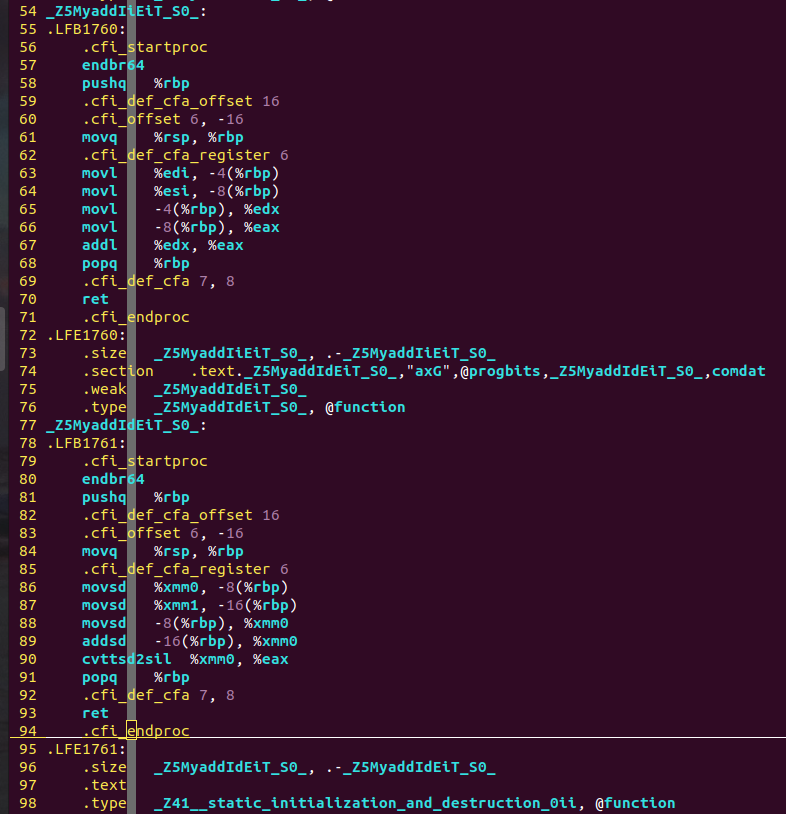 54 _Z5MyaddIiEiT_S0_:
55 .LFB1760:
56     .cfi_startproc
57     endbr64
58     pushq   %rbp
59     .cfi_def_cfa_offset 16
60     .cfi_offset 6, -16
61     movq    %rsp, %rbp
62     .cfi_def_cfa_register 6
63     movl    %edi, -4(%rbp)
64     movl    %esi, -8(%rbp)
65     movl    -4(%rbp), %edx
66     movl    -8(%rbp), %eax
67     addl    %edx, %eax
68     popq    %rbp
69     .cfi_def_cfa 7, 8
70     ret
71     .cfi_endproc
72 .LFE1760:
73     .size   _Z5MyaddIiEiT_S0_, .-_Z5MyaddIiEiT_S0_
74     .section    .text._Z5MyaddIdEiT_S0_,"axG",@progbits,_Z5MyaddIdEiT_S0_,comdat
75     .weak   _Z5MyaddIdEiT_S0_
76     .type   _Z5MyaddIdEiT_S0_, @function
77 _Z5MyaddIdEiT_S0_:
78 .LFB1761:
79     .cfi_startproc
80     endbr64
81     pushq   %rbp
82     .cfi_def_cfa_offset 16
83     .cfi_offset 6, -16
84     movq    %rsp, %rbp
85     .cfi_def_cfa_register 6
86     movsd   %xmm0, -8(%rbp)
87     movsd   %xmm1, -16(%rbp)
88     movsd   -8(%rbp), %xmm0
89     addsd   -16(%rbp), %xmm0
90     cvttsd2sil  %xmm0, %eax
91     popq    %rbp
92     .cfi_def_cfa 7, 8
93     ret
94     .cfi_endproc
95 .LFE1761:
96     .size   _Z5MyaddIdEiT_S0_, .-_Z5MyaddIdEiT_S0_
97     .text
98     .type   _Z41__static_initialization_and_destruction_0ii, @function